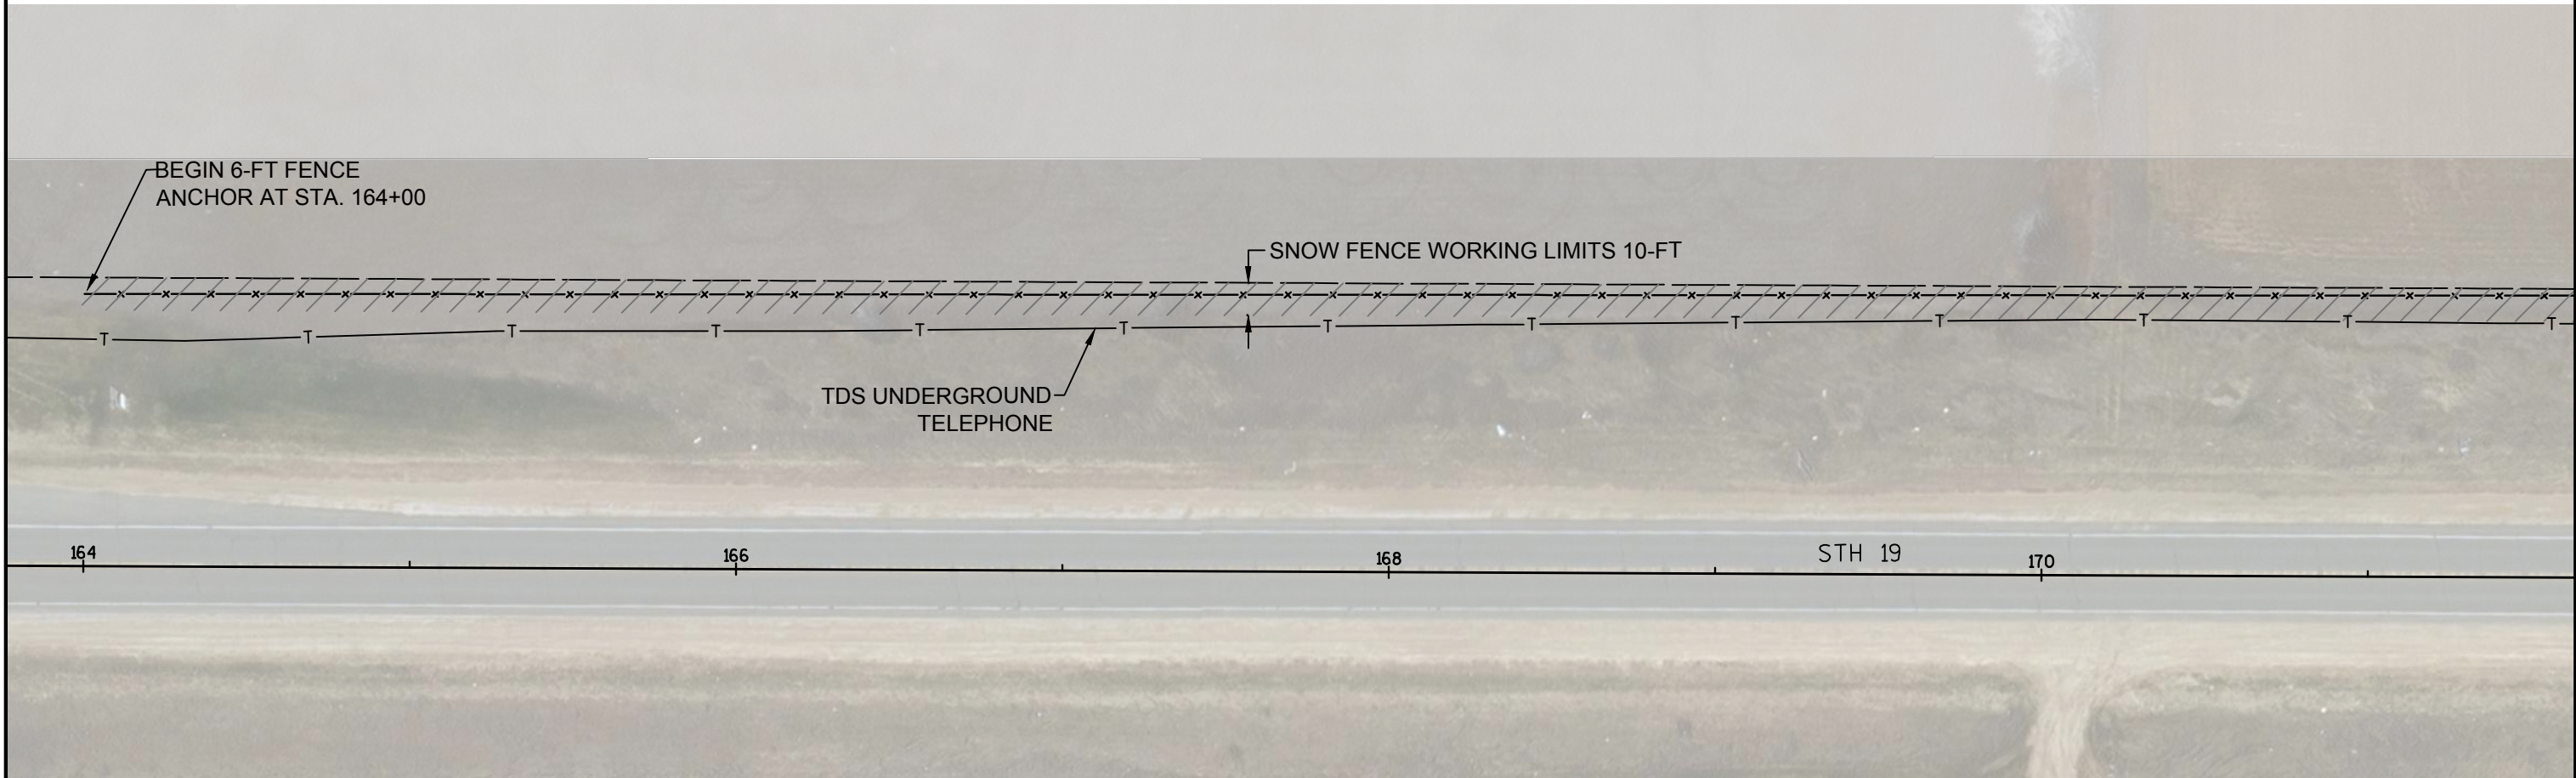 BEGIN 6-FT FENCE
ANCHOR AT STA. 164+00
SNOW FENCE WORKING LIMITS 10-FT
T T T T T T T T T T T T T
TDS UNDERGROUND
TELEPHONE
164 166 168 STH 19 170